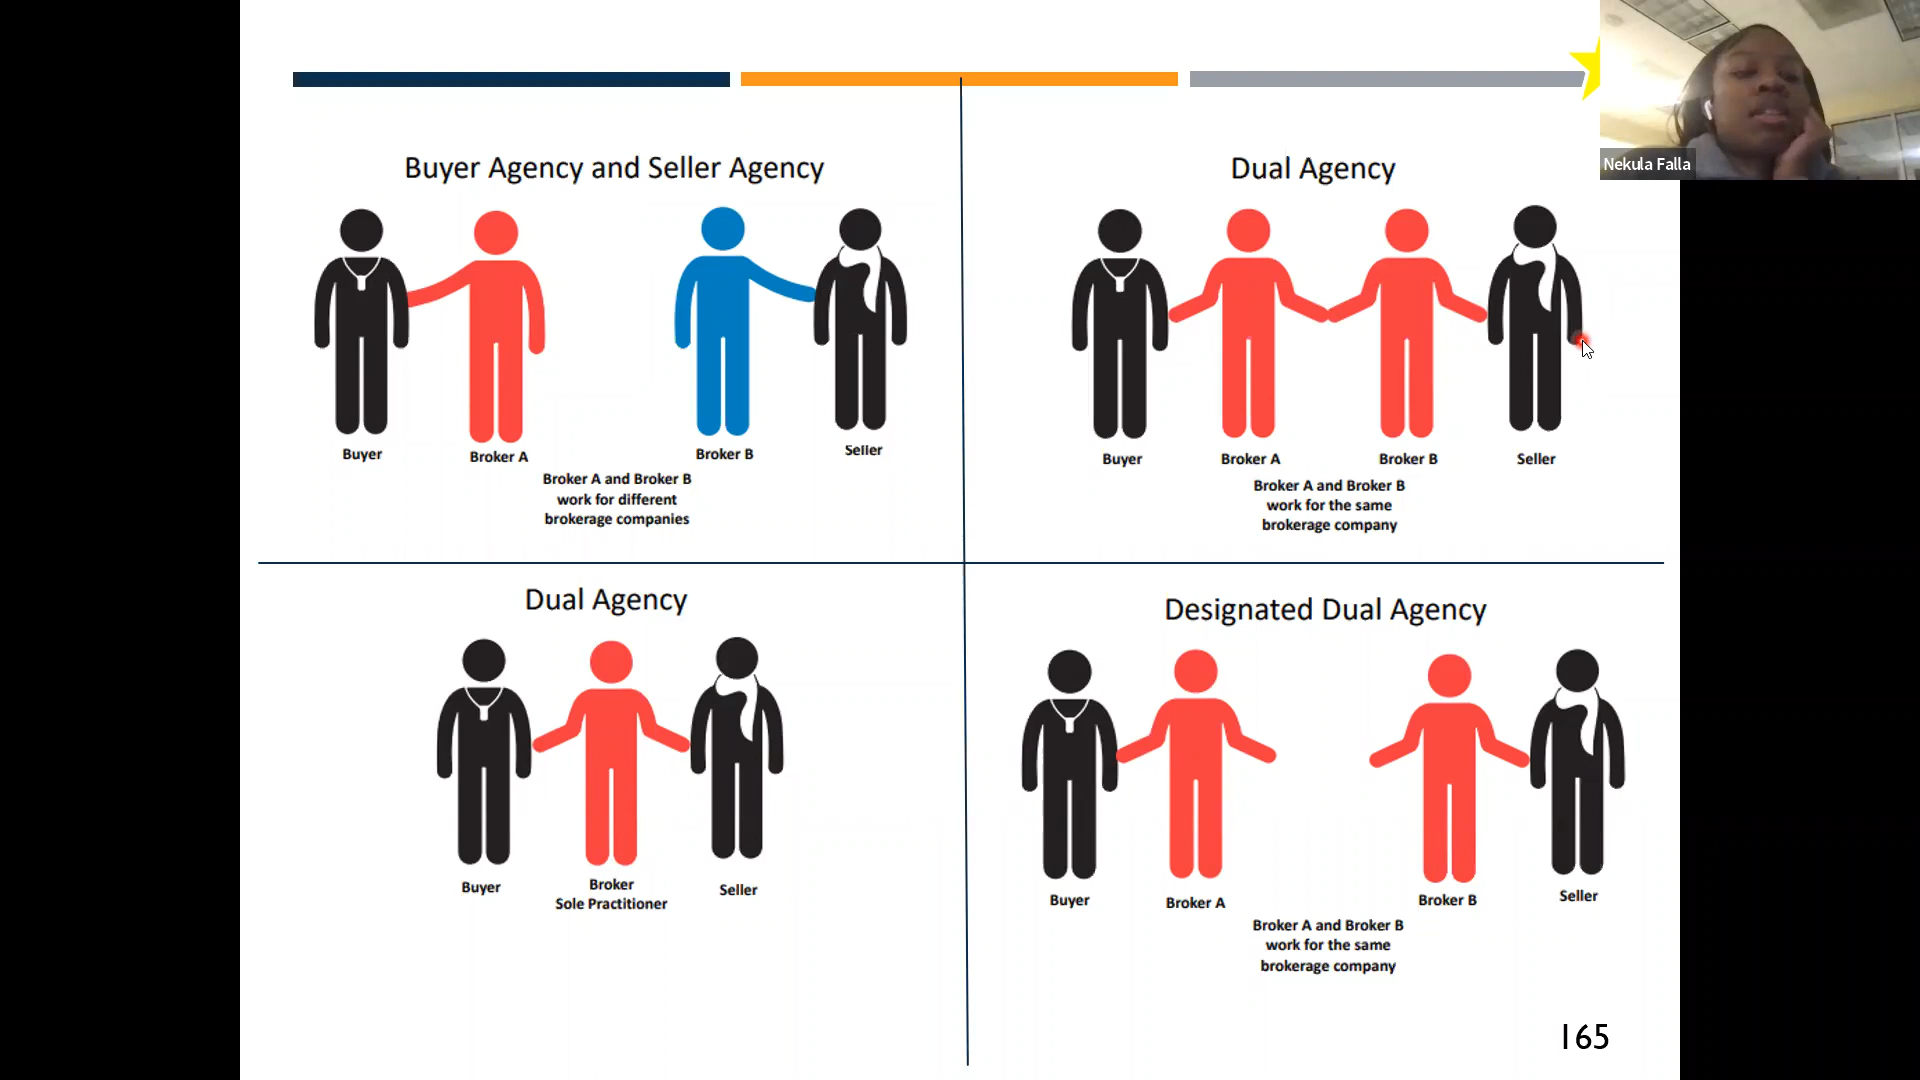 Nekula Falla
Buyer Agency and Seller Agency
Buyer
Broker A
Broker B
Seller
Broker A and Broker B
work for different
brokerage companies
Dual Agency
Buyer
Broker A
Broker B
Seller
Broker A and Broker B
work for the same
brokerage company
Dual Agency
Buyer
Broker
Sole Practitioner
Seller
Designated Dual Agency
Buyer
Broker A
Broker B
Seller
Broker A and Broker B
work for the same
brokerage company
165